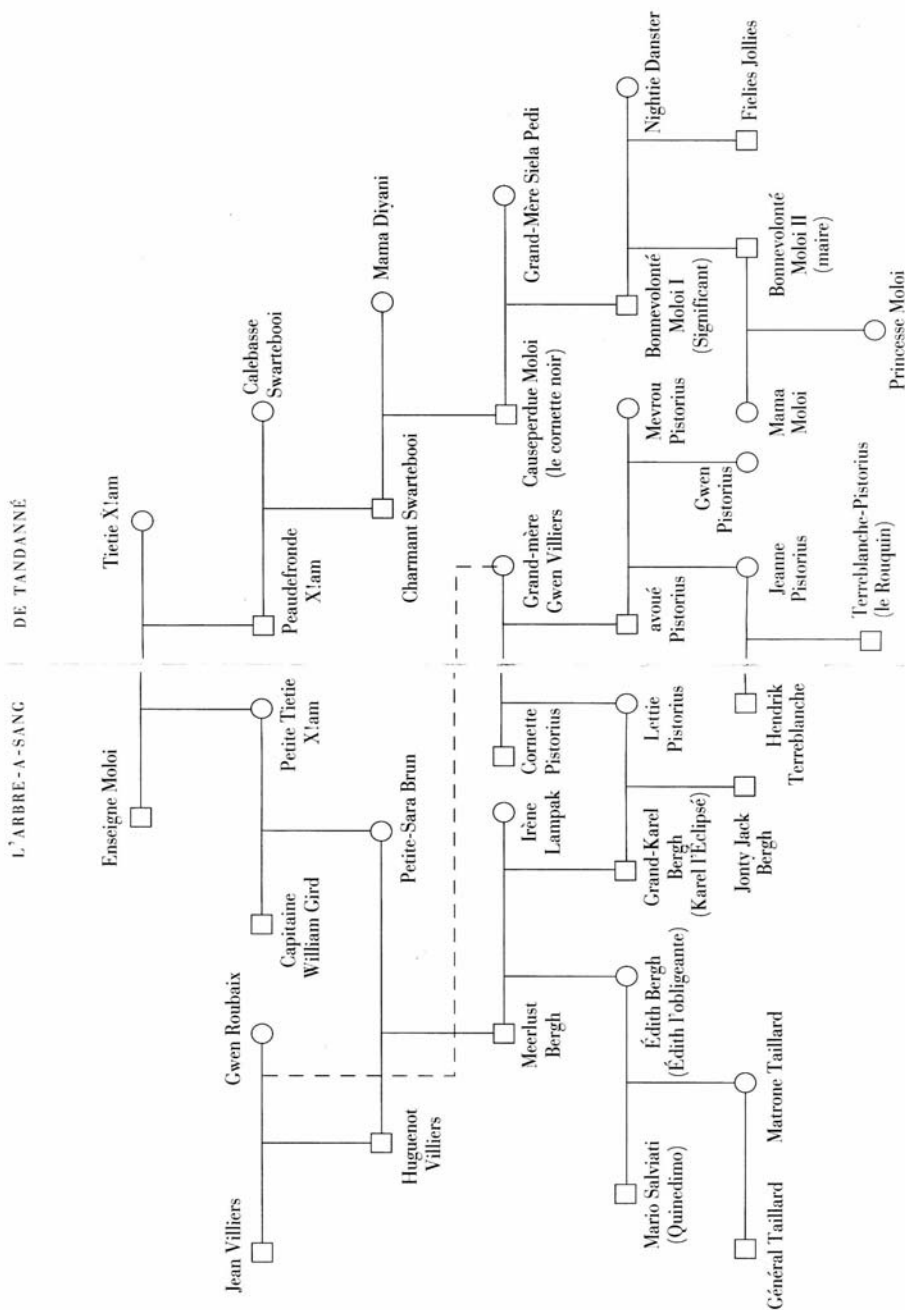 L'ARBRE-A-SANG DE TANDANNÉ
Enseigne Moloi
Tietie X!am
Jean Villiers
Gwen Roubaix
Capitaine
William Gird
Petite Tietie
X!am
Peaudefronde
X!am
Calebasse
Swartebooi
Huguenot
Villiers
Petite-Sara Brun
Charmant Swartebooi
Mama Diyani
Meerlust
Bergh
Irène
Lampak
Cornette
Pistorius
Grand-mère
Gwen Villiers
Causeperdue Moloi
(le cornette noir)
Grand-Mère Siela Pedi
Mario Salviati
(Quinedimo)
Édith Bergh
(Édith l'obligeante)
Grand-Karel
Bergh
(Karel l'Éclipsé)
Lettie
Pistorius
avoué
Pistorius
Mevrou
Pistorius
Bonnevolonté
Moloi I
(Significant)
Nightie Danster
Général Taillard
Matrone Taillard
Jonty Jack
Bergh
Hendrik
Terreblanche
Jeanne
Pistorius
Gwen
Pistorius
Mama
Moloi
Bonnevolonté
Moloi II
(maire)
Fielies Jollies
Terreblanche-Pistorius
(le Rouquin)
Princesse Moloi